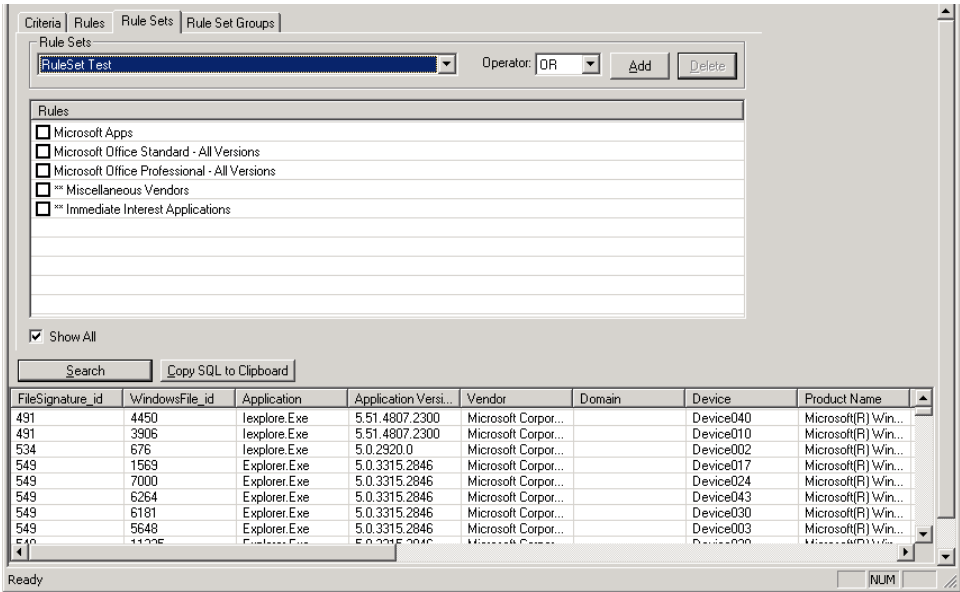 Criteria Rules Rule Sets Rule Set Groups
Rule Sets
RuleSet Test Operator: OR Add Delete
Rules
Microsoft Apps
Microsoft Office Standard - All Versions
Microsoft Office Professional - All Versions
** Miscellaneous Vendors
** Immediate Interest Applications
Show All
Search Copy SQL to Clipboard
FileSignature_id WindowsFile_id Application Application Versi... Vendor Domain Device Product Name
491 4450 Iexplore.Exe 5.51.4807.2300 Microsoft Corpor... Device040 Microsoft(R) Win...
491 3906 Iexplore.Exe 5.51.4807.2300 Microsoft Corpor... Device010 Microsoft(R) Win...
534 676 Iexplore.Exe 5.0.2920.0 Microsoft Corpor... Device002 Microsoft(R) Win...
549 1569 Explorer.Exe 5.0.3315.2846 Microsoft Corpor... Device017 Microsoft(R) Win...
549 7000 Explorer.Exe 5.0.3315.2846 Microsoft Corpor... Device024 Microsoft(R) Win...
549 6264 Explorer.Exe 5.0.3315.2846 Microsoft Corpor... Device043 Microsoft(R) Win...
549 6181 Explorer.Exe 5.0.3315.2846 Microsoft Corpor... Device030 Microsoft(R) Win...
549 5648 Explorer.Exe 5.0.3315.2846 Microsoft Corpor... Device003 Microsoft(R) Win...
Ready NUM